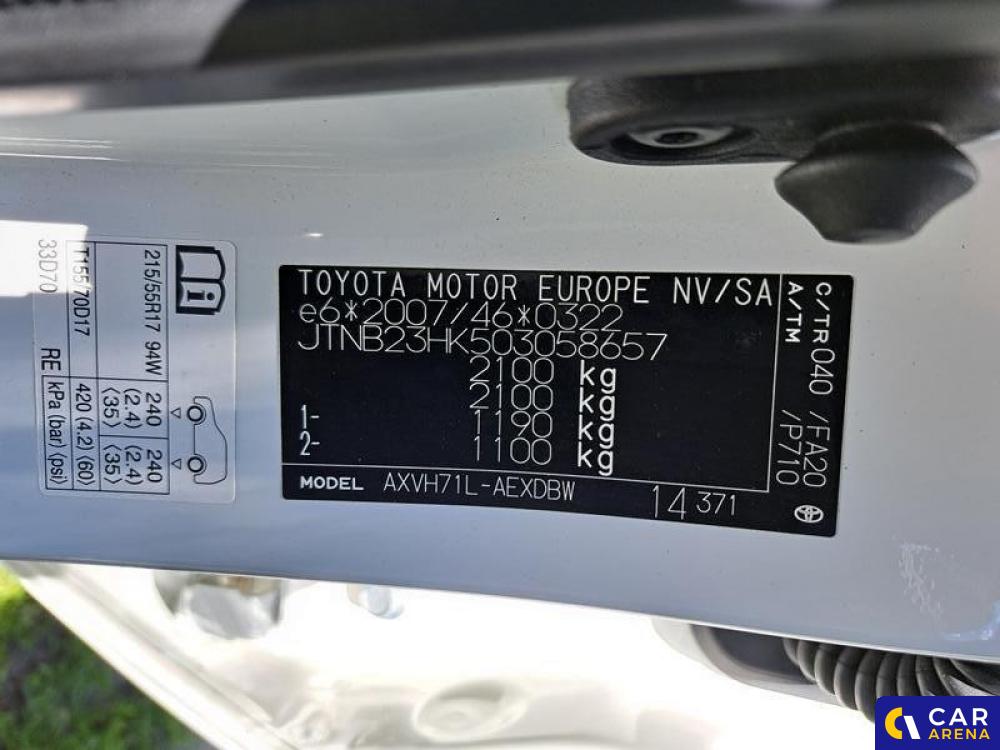 TOYOTA MOTOR EUROPE NV/SA
e6*2007/46*0322
JTNB23HK503058657
2100 kg
2100 kg
1- 1190 kg
2- 1100 kg
MODEL AXVH71L-AEXDBW 14 371
C/TR 040 /FA20
A/TM /P710
215/55R17 94W 240 (2.4) ⟨35⟩ 240 (2.4) ⟨35⟩
T155/70D17 420 (4.2) ⟨60⟩
33D70 RE kPa (bar) ⟨psi⟩
CAR
ARENA